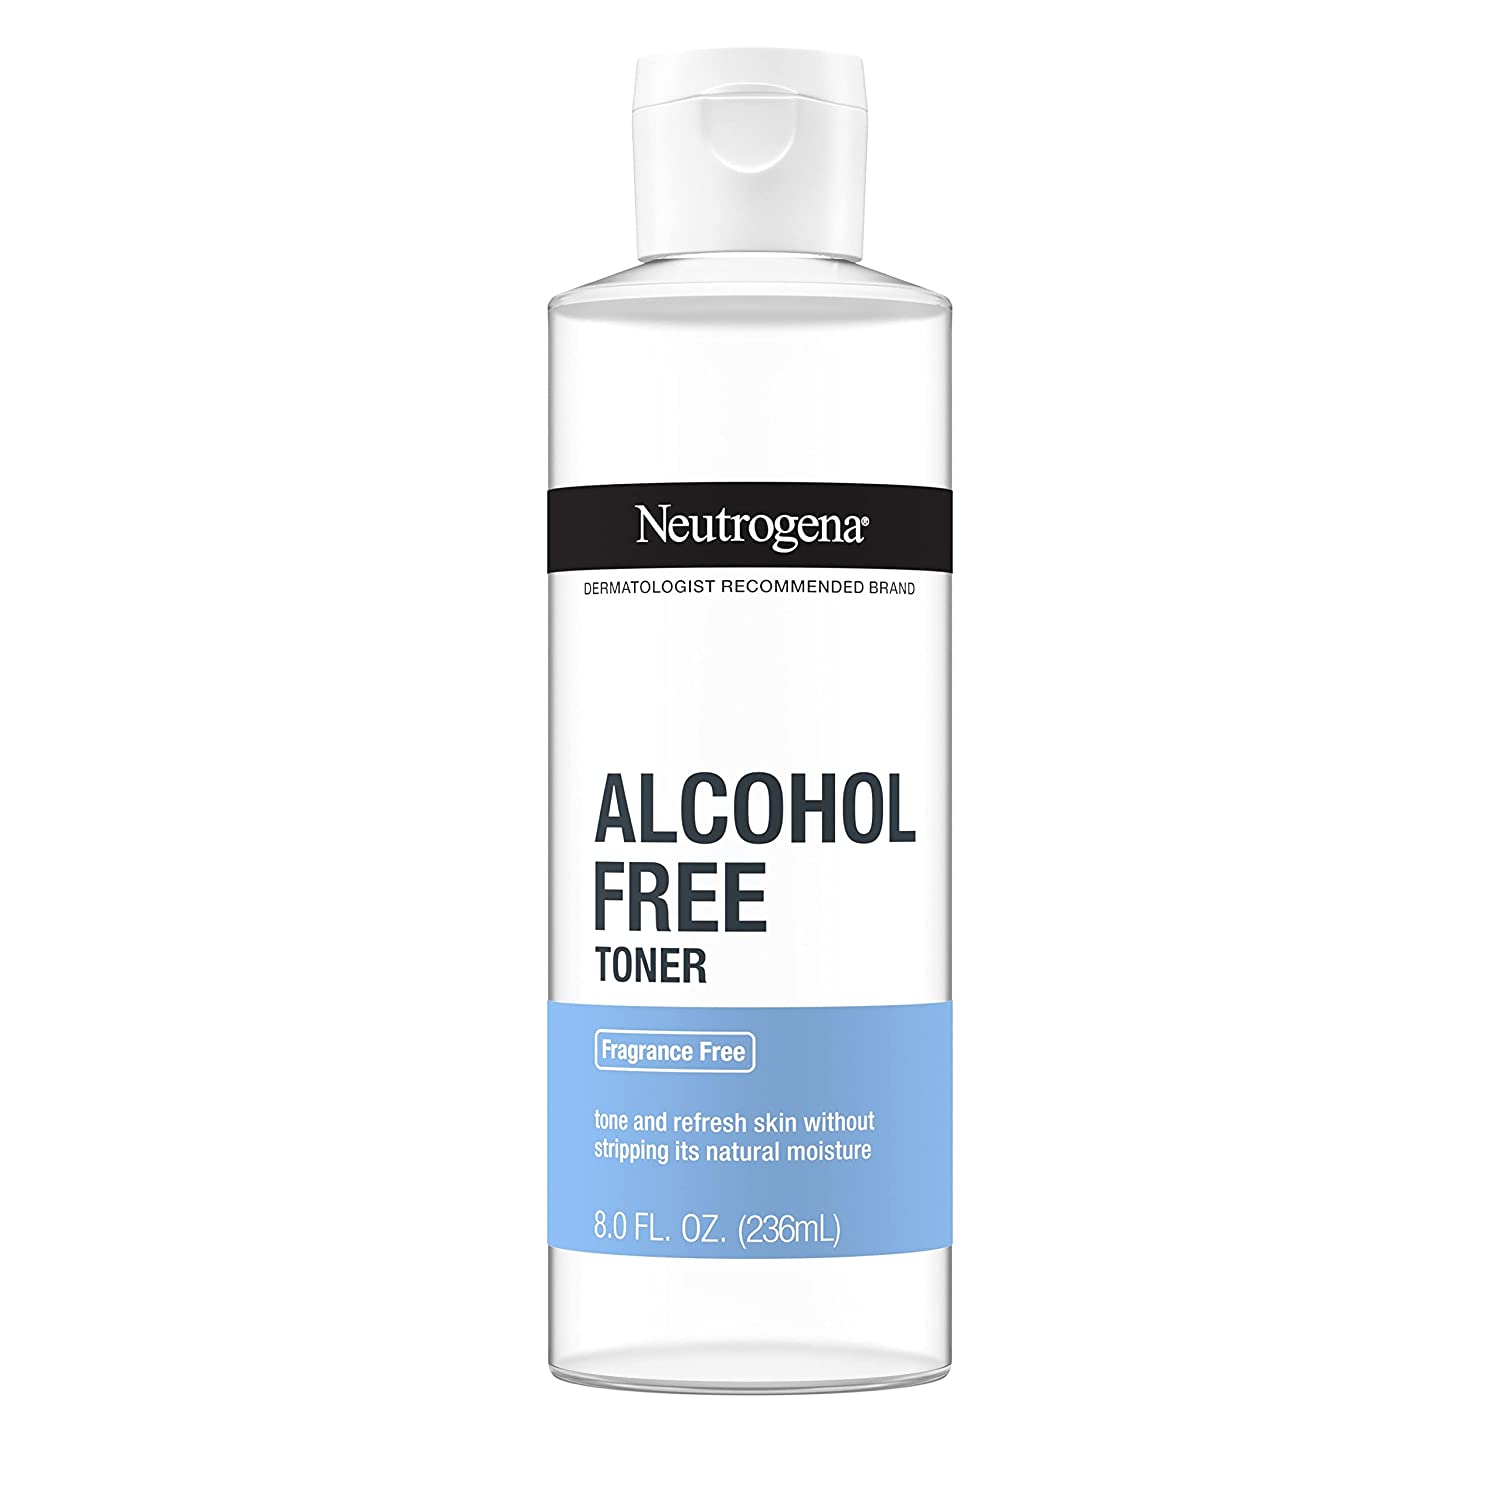 Neutrogena®
DERMATOLOGIST RECOMMENDED BRAND
ALCOHOL
FREE
TONER
Fragrance Free
tone and refresh skin without
stripping its natural moisture
8.0 FL. OZ. (236mL)